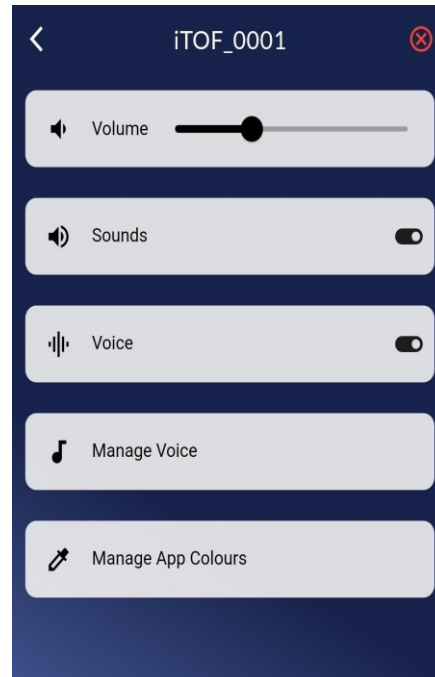 iTOF_0001
Volume
Sounds
Voice
Manage Voice
Manage App Colours